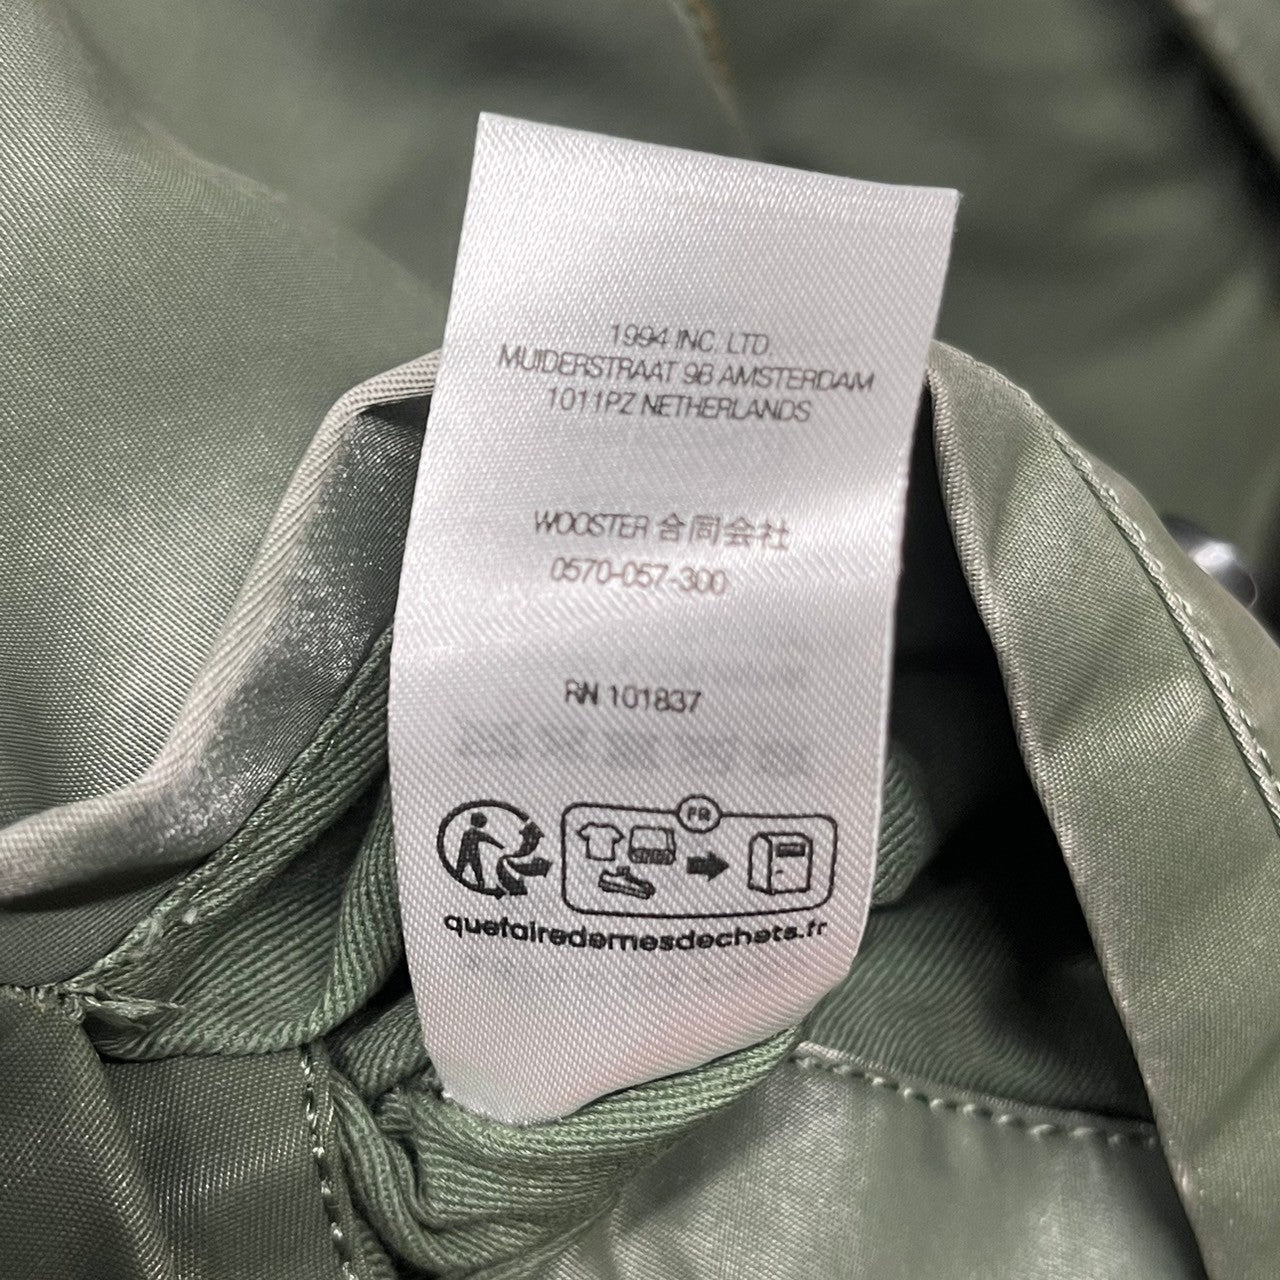 1994 INC. LTD.
MUIDERSTRAAT 9B AMSTERDAM
1011PZ NETHERLANDS
WOOSTER 合同会社
0570-057-300
RN 101837
FR
quefairedemesdechets.fr